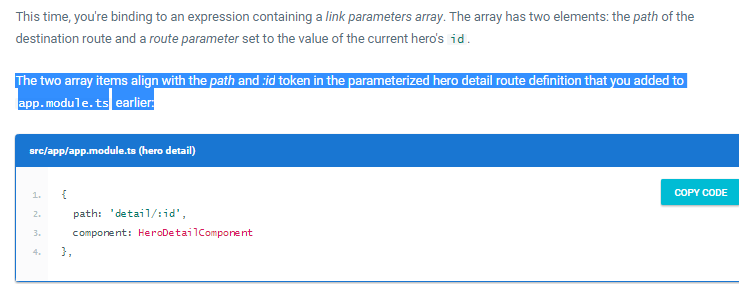 This time, you're binding to an expression containing a link parameters array. The array has two elements: the path of the
destination route and a route parameter set to the value of the current hero's id.
The two array items align with the path and :id token in the parameterized hero detail route definition that you added to
app.module.ts earlier:
src/app/app.module.ts (hero detail)
COPY CODE
1. {
2. path: 'detail/:id',
3. component: HeroDetailComponent
4. },